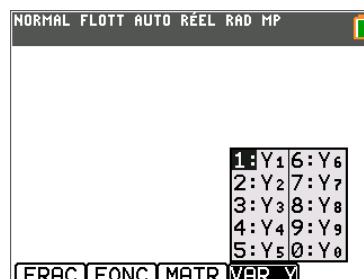 NORMAL FLOTT AUTO RÉEL RAD MP
1:Y₁ 6:Y₆
2:Y₂ 7:Y₇
3:Y₃ 8:Y₈
4:Y₄ 9:Y₉
5:Y₅ 0:Y₀
FRAC FONC MATR VAR Y